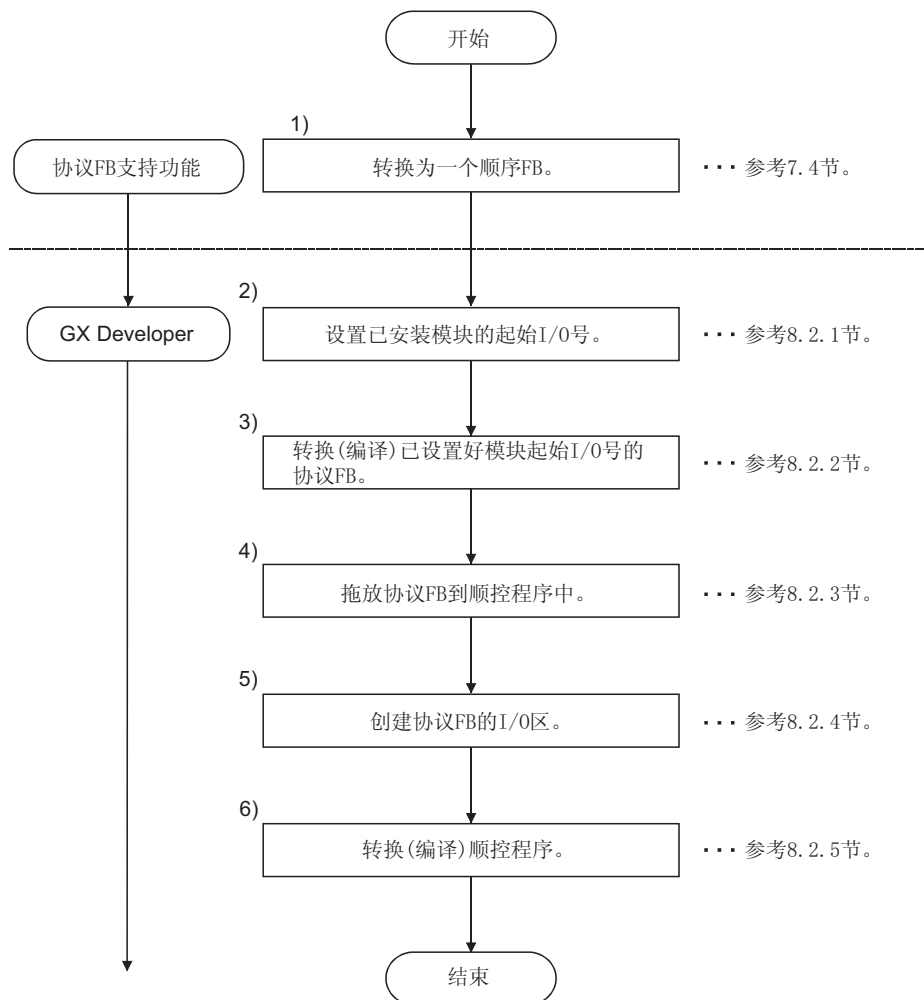 开始
1)
协议FB支持功能
转换为一个顺序FB。
··· 参考7.4节。
2)
GX Developer
设置已安装模块的起始I/O号。
··· 参考8.2.1节。
3)
转换(编译)已设置好模块起始I/O号的
协议FB。
··· 参考8.2.2节。
4)
拖放协议FB到顺控程序中。
··· 参考8.2.3节。
5)
创建协议FB的I/O区。
··· 参考8.2.4节。
6)
转换(编译)顺控程序。
··· 参考8.2.5节。
结束